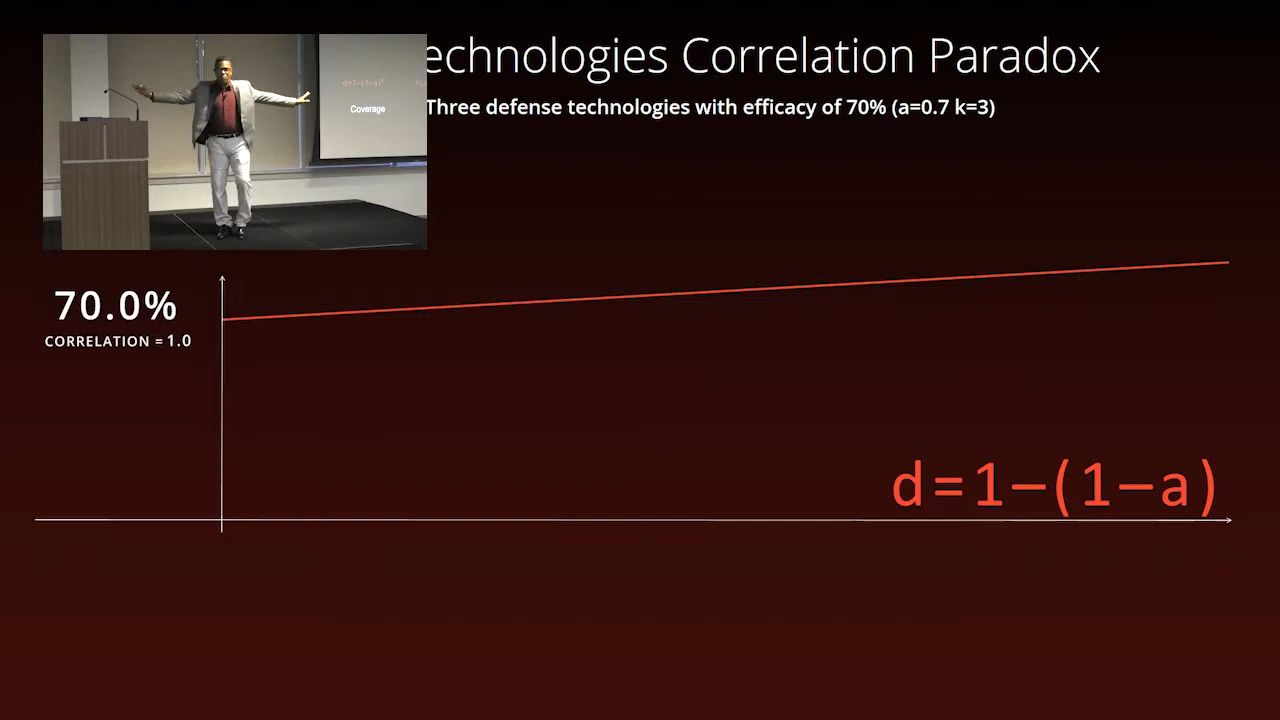 echnologies Correlation Paradox
Three defense technologies with efficacy of 70% (a=0.7 k=3)
Coverage
70.0%
CORRELATION = 1.0
d=1–(1–a)